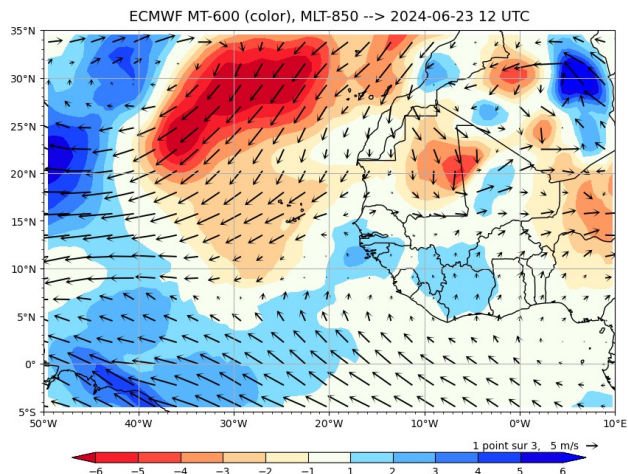 ECMWF MT-600 (color), MLT-850 --> 2024-06-23 12 UTC
35°N
30°N
25°N
20°N
15°N
10°N
5°N
0°
5°S
50°W 40°W 30°W 20°W 10°W 0°W 10°E
1 point sur 3, 5 m/s
−6 −5 −4 −3 −2 −1 1 2 3 4 5 6